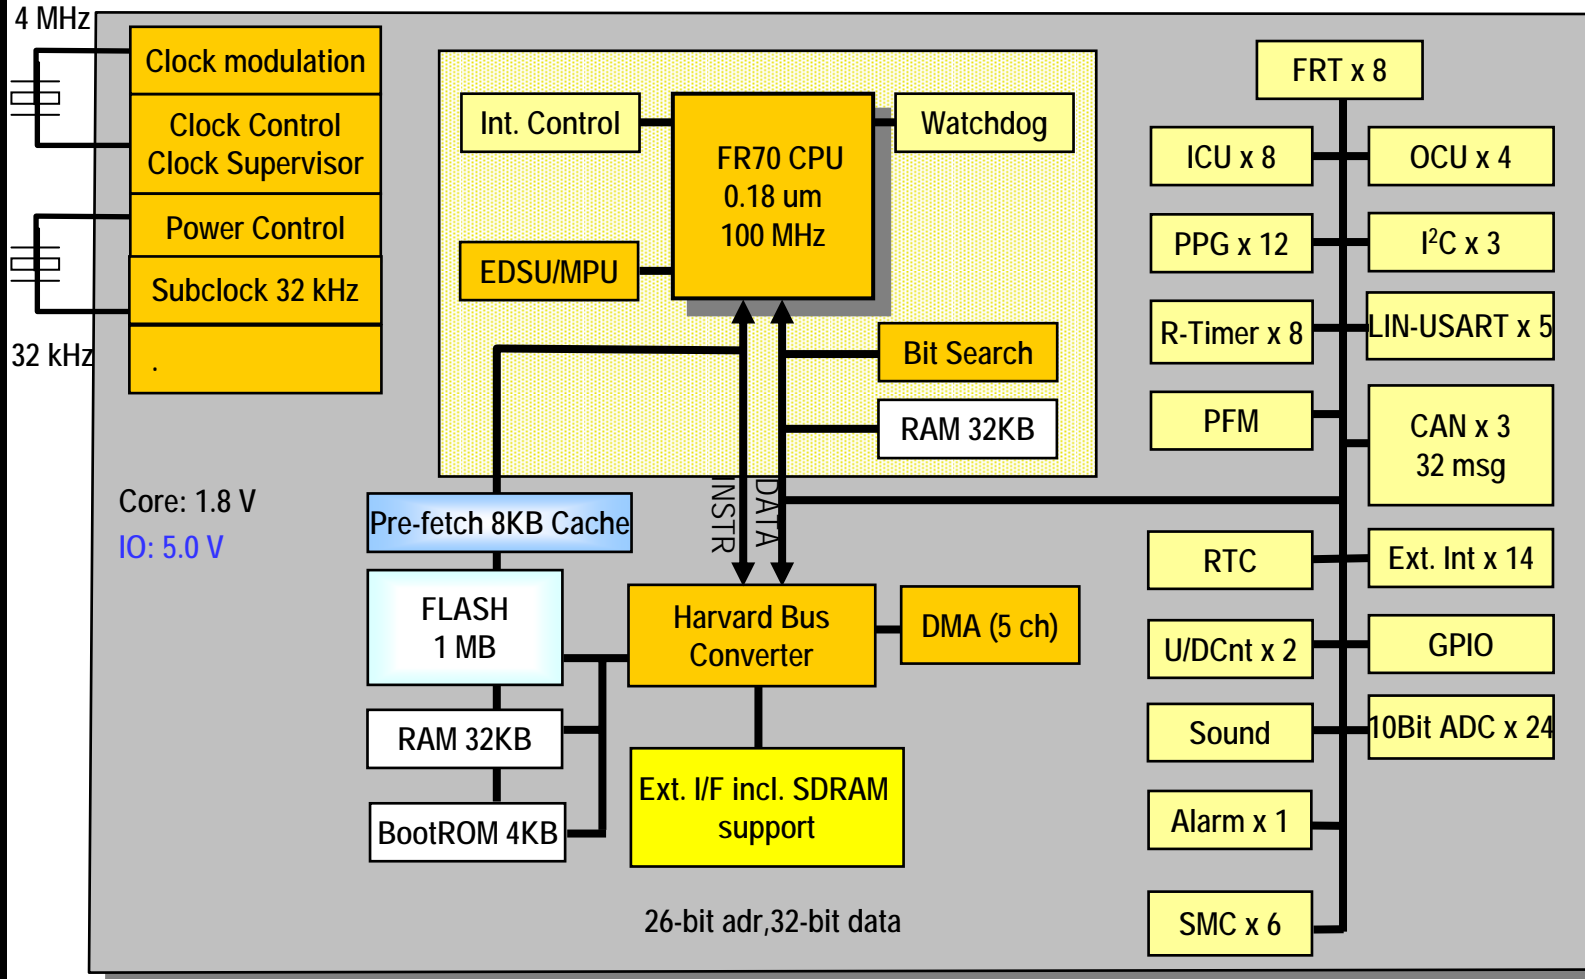 4 MHz
Clock modulation
Clock Control
Clock Supervisor
Power Control
Subclock 32 kHz
.
32 kHz
Core: 1.8 V
IO: 5.0 V
Int. Control
FR70 CPU
0.18 um
100 MHz
Watchdog
EDSU/MPU
Bit Search
RAM 32KB
INSTR
DATA
Pre-fetch 8KB Cache
FLASH
1 MB
RAM 32KB
BootROM 4KB
Harvard Bus
Converter
DMA (5 ch)
Ext. I/F incl. SDRAM
support
26-bit adr,32-bit data
FRT x 8
ICU x 8
OCU x 4
PPG x 12
I²C x 3
R-Timer x 8
LIN-USART x 5
PFM
CAN x 3
32 msg
RTC
Ext. Int x 14
U/DCnt x 2
GPIO
Sound
10Bit ADC x 24
Alarm x 1
SMC x 6